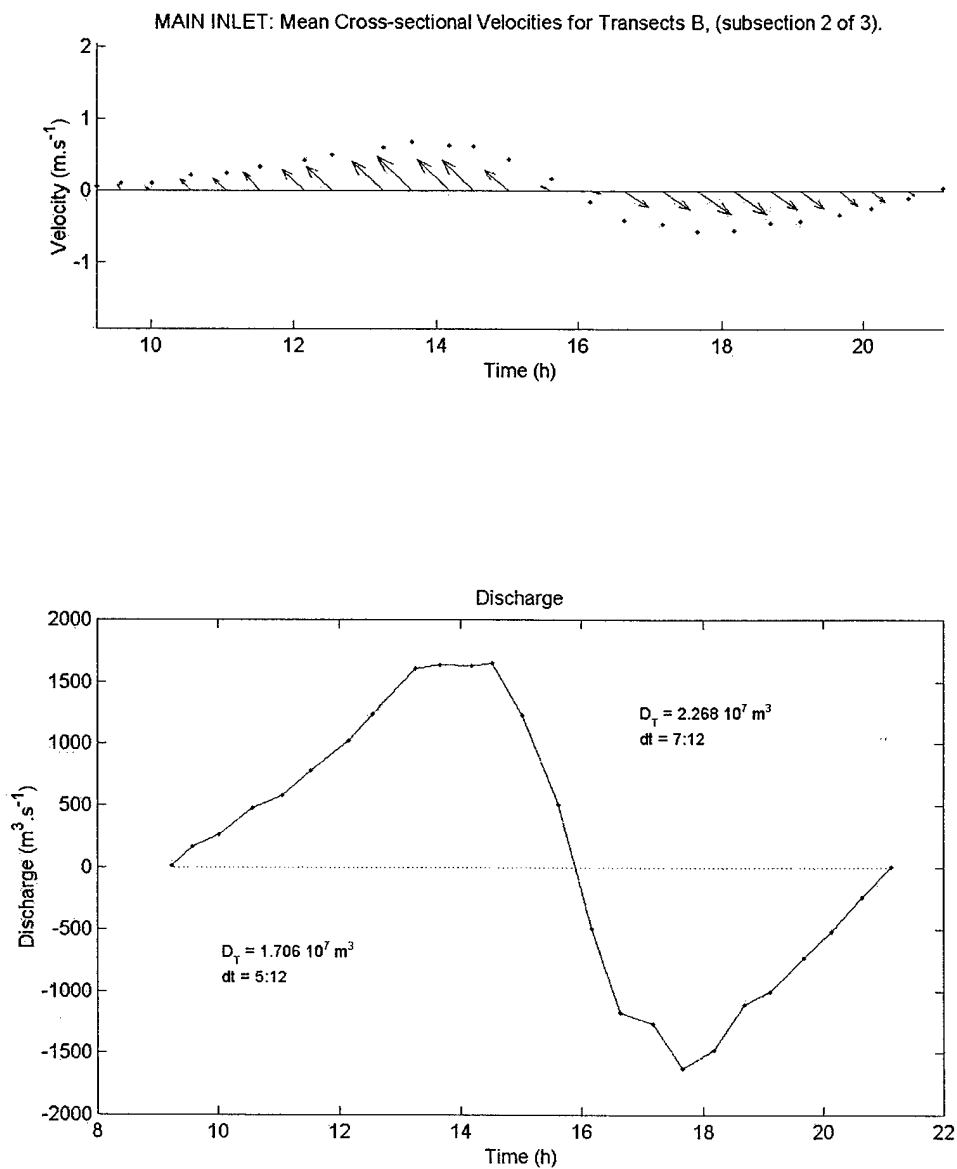 MAIN INLET: Mean Cross-sectional Velocities for Transects B, (subsection 2 of 3).
2
1
0
-1
Velocity (m.s⁻¹)
10 12 14 16 18 20
Time (h)
Discharge
2000
1500
1000
500
0
-500
-1000
-1500
-2000
Discharge (m³.s⁻¹)
D_T = 2.268 10⁷ m³
dt = 7:12
D_T = 1.706 10⁷ m³
dt = 5:12
8 10 12 14 16 18 20 22
Time (h)